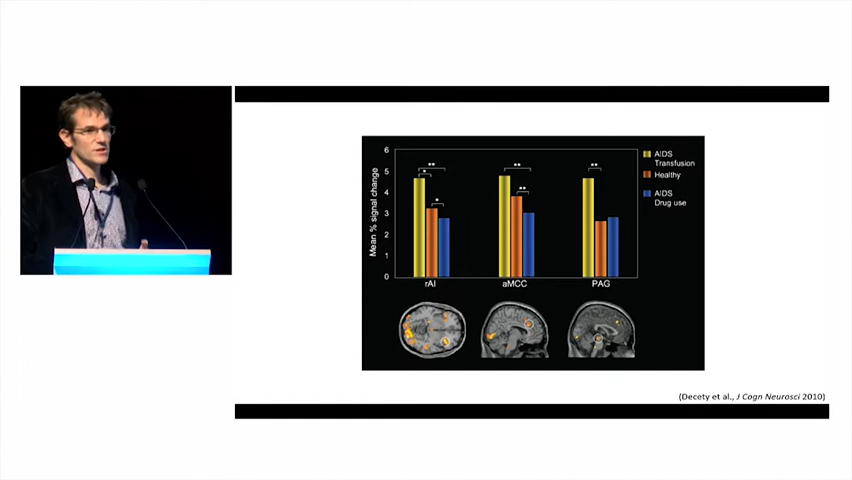 6
5
4
3
2
1
0
Mean % signal change
**
*
*
**
**
**
rAI
aMCC
PAG
AIDS
Transfusion
Healthy
AIDS
Drug use
(Decety et al., J Cogn Neurosci 2010)